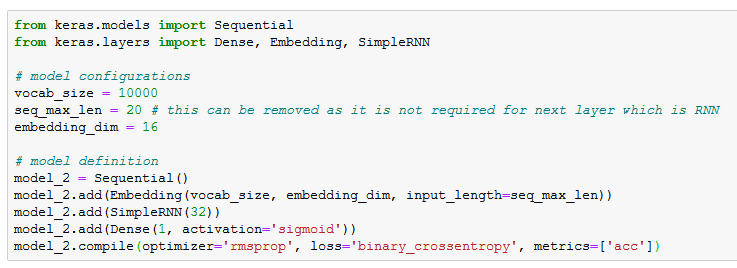 from keras.models import Sequential
from keras.layers import Dense, Embedding, SimpleRNN
# model configurations
vocab_size = 10000
seq_max_len = 20 # this can be removed as it is not required for next layer which is RNN
embedding_dim = 16
# model definition
model_2 = Sequential()
model_2.add(Embedding(vocab_size, embedding_dim, input_length=seq_max_len))
model_2.add(SimpleRNN(32))
model_2.add(Dense(1, activation='sigmoid'))
model_2.compile(optimizer='rmsprop', loss='binary_crossentropy', metrics=['acc'])